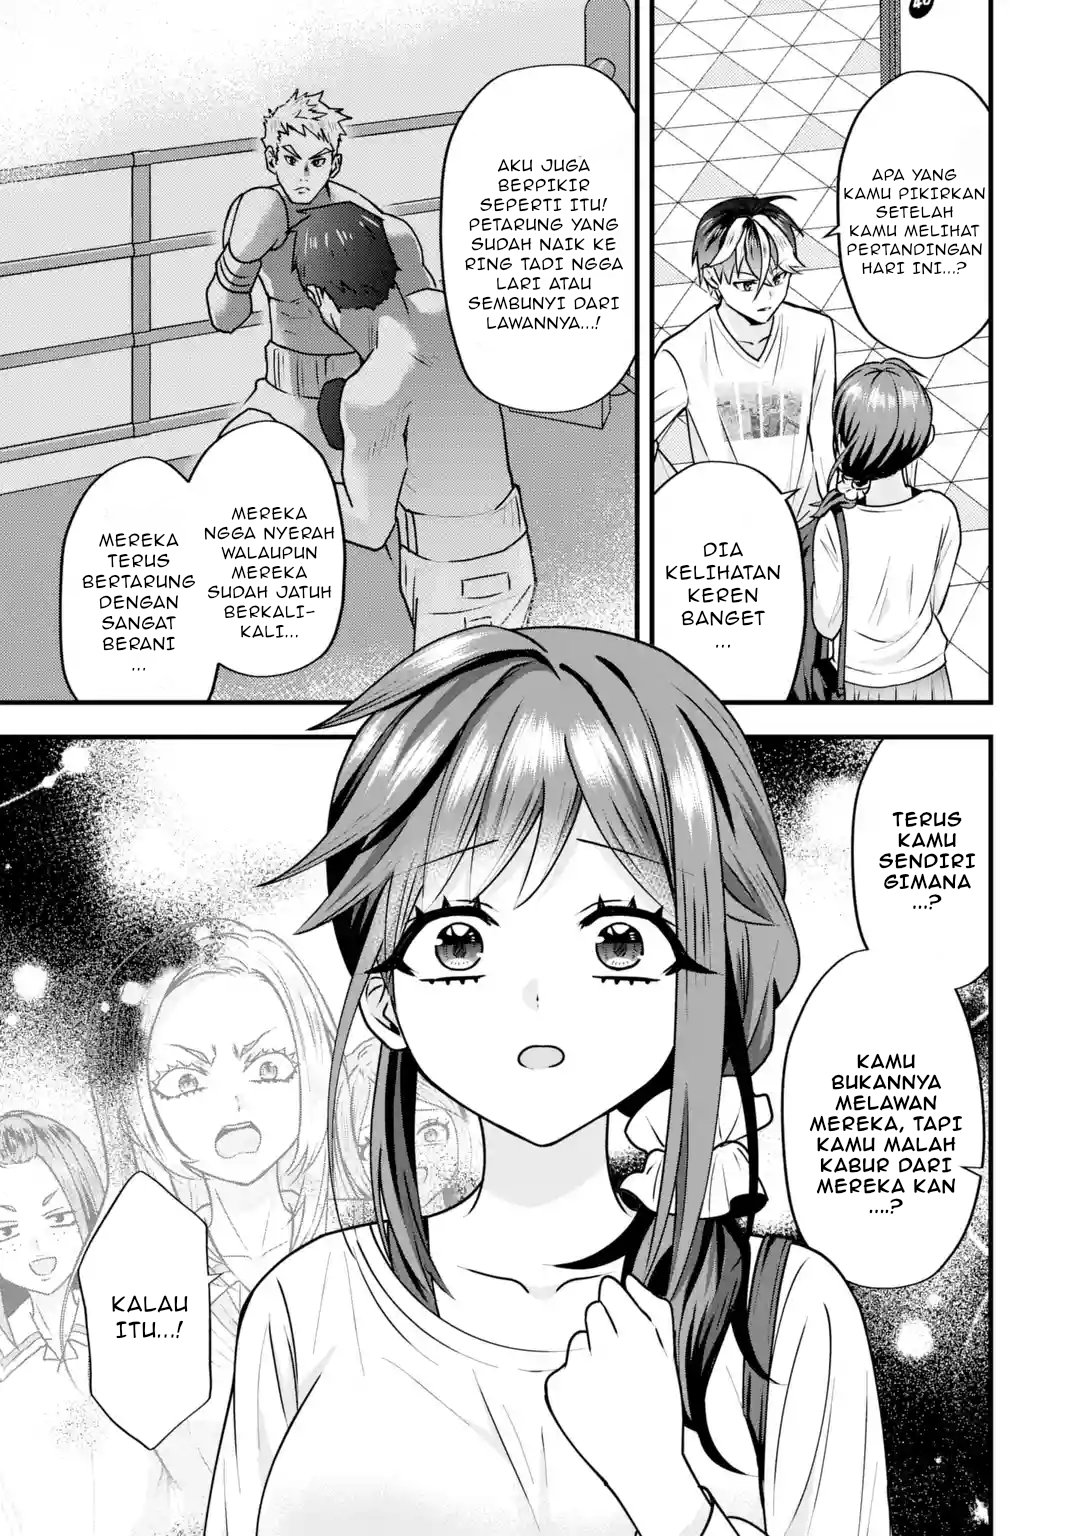 40
APA YANG
KAMU PIKIRKAN
SETELAH
KAMU MELIHAT
PERTANDINGAN
HARI INI...?
DIA
KELIHATAN
KEREN
BANGET
...
AKU JUGA
BERPIKIR
SEPERTI ITU!
PETARUNG YANG
SUDAH NAIK KE
RING TADI NGGA
LARI ATAU
SEMBUNYI DARI
LAWANNYA...!
MEREKA
NGGA NYERAH
WALAUPUN
MEREKA
SUDAH JATUH
BERKALI-
KALI...
MEREKA
TERUS
BERTARUNG
DENGAN
SANGAT
BERANI
...
TERUS
KAMU
SENDIRI
GIMANA
...?
KAMU
BUKANNYA
MELAWAN
MEREKA, TAPI
KAMU MALAH
KABUR DARI
MEREKA KAN
....?
KALAU
ITU...!